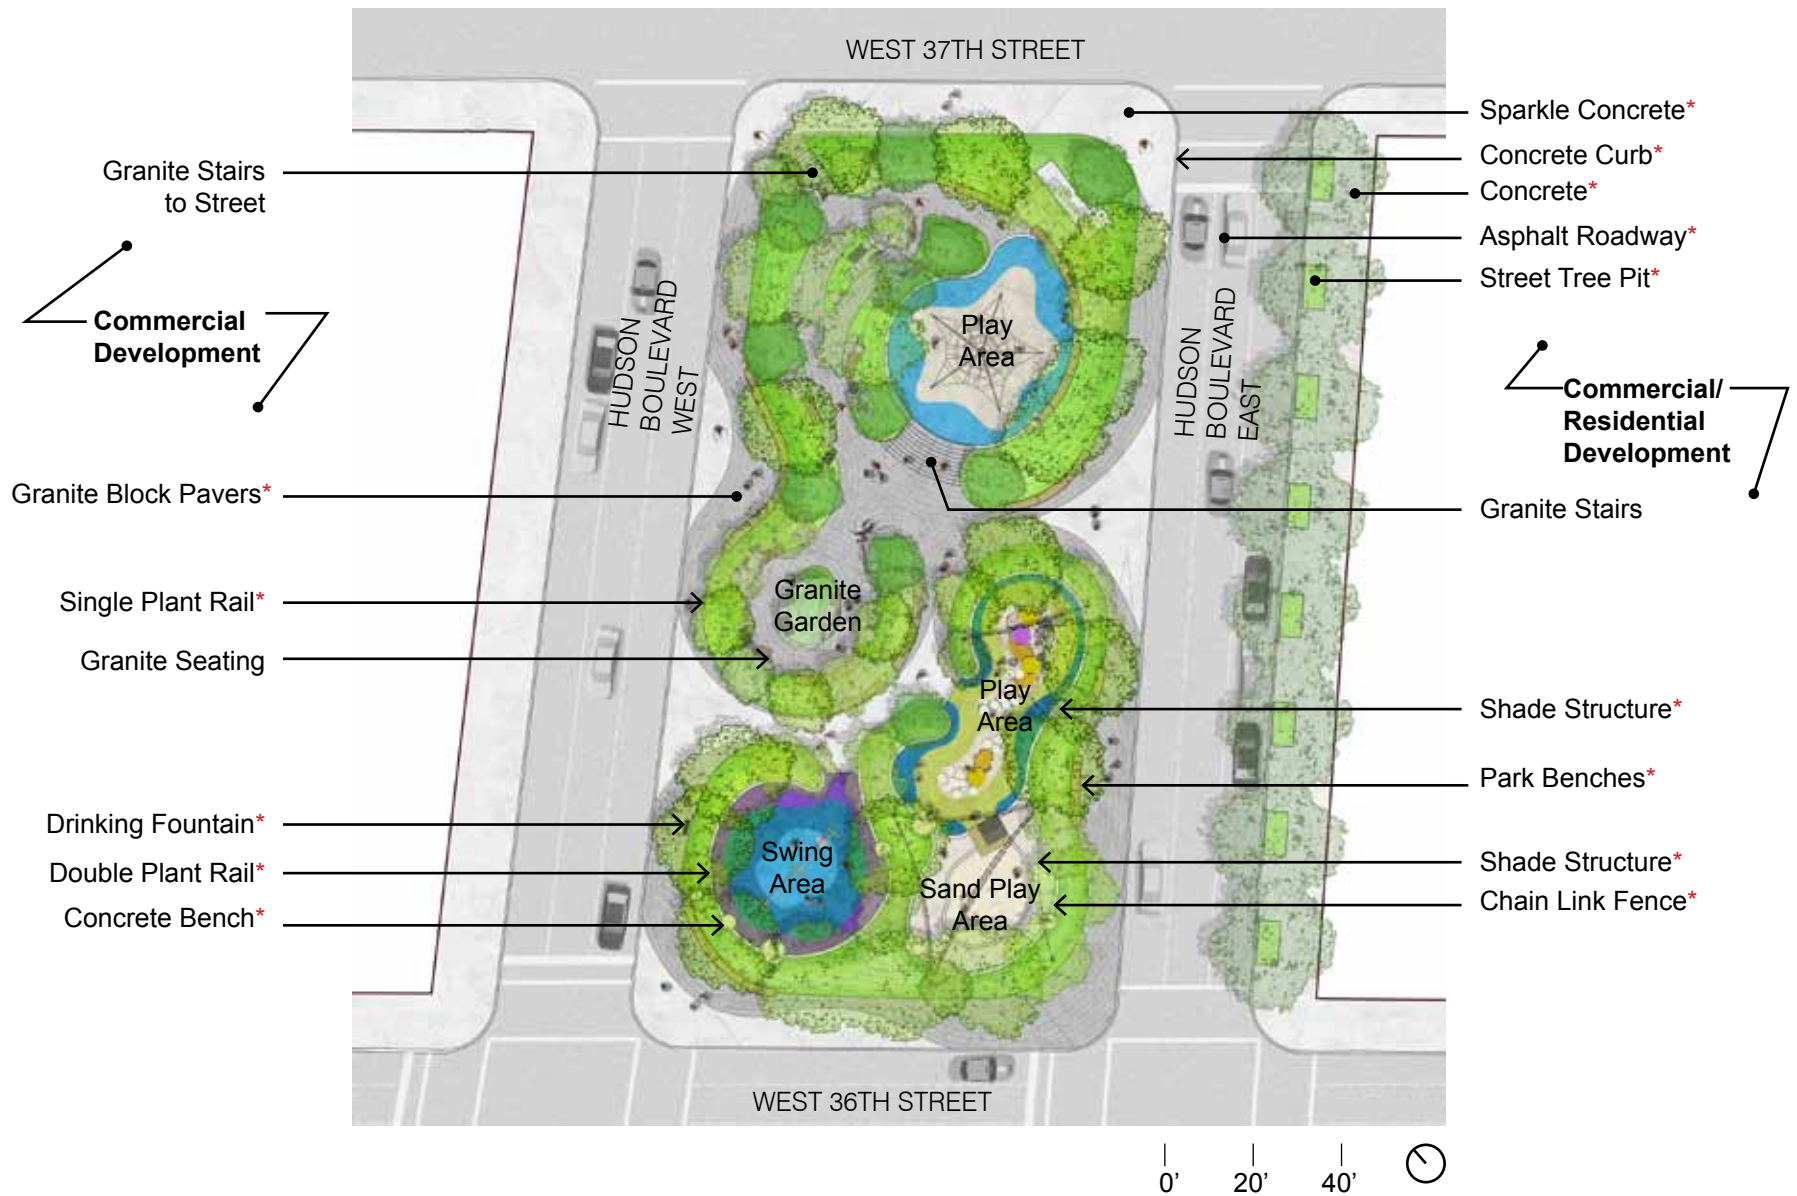 WEST 37TH STREET
Granite Stairs
to Street
Commercial
Development
Granite Block Pavers*
Single Plant Rail*
Granite Seating
Drinking Fountain*
Double Plant Rail*
Concrete Bench*
HUDSON
BOULEVARD
WEST
Play
Area
Granite
Garden
Play
Area
Swing
Area
Sand Play
Area
HUDSON
BOULEVARD
EAST
Sparkle Concrete*
Concrete Curb*
Concrete*
Asphalt Roadway*
Street Tree Pit*
Commercial/
Residential
Development
Granite Stairs
Shade Structure*
Park Benches*
Shade Structure*
Chain Link Fence*
WEST 36TH STREET
0’ 20’ 40’